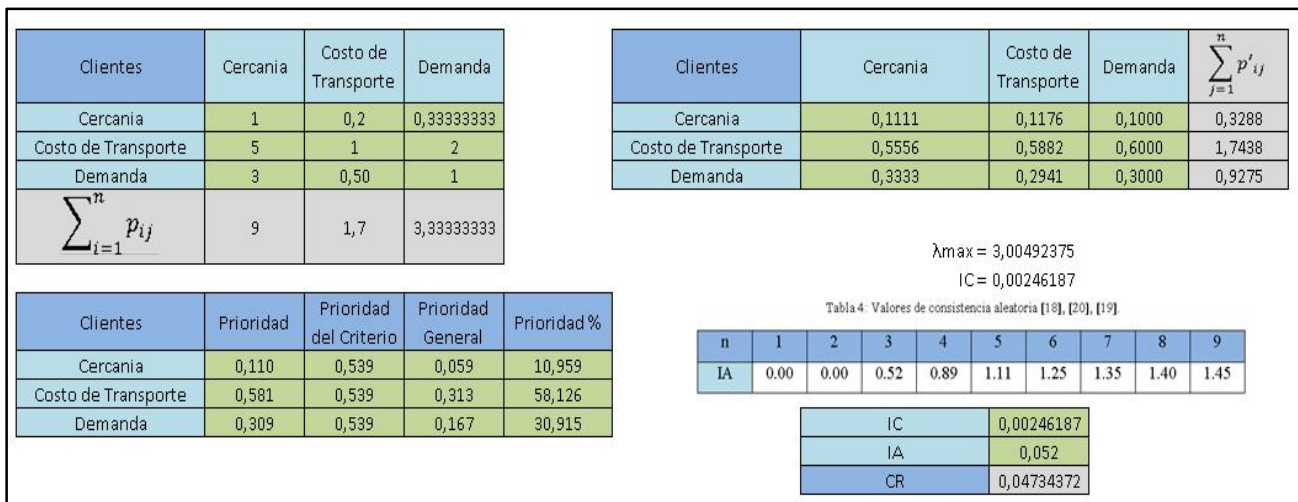 Clientes Cercania Costo de Transporte Demanda
Cercania 1 0,2 0,33333333
Costo de Transporte 5 1 2
Demanda 3 0,50 1
∑ⁿᵢ₌₁ pᵢⱼ 9 1,7 3,33333333
Clientes Cercania Costo de Transporte Demanda ∑ⁿⱼ₌₁ p'ᵢⱼ
Cercania 0,1111 0,1176 0,1000 0,3288
Costo de Transporte 0,5556 0,5882 0,6000 1,7438
Demanda 0,3333 0,2941 0,3000 0,9275
Clientes Prioridad Prioridad del Criterio Prioridad General Prioridad %
Cercania 0,110 0,539 0,059 10,959
Costo de Transporte 0,581 0,539 0,313 58,126
Demanda 0,309 0,539 0,167 30,915
λmax = 3,00492375
IC = 0,00246187
Tabla 4: Valores de consistencia aleatoria [18], [20], [19].
n 1 2 3 4 5 6 7 8 9
IA 0.00 0.00 0.52 0.89 1.11 1.25 1.35 1.40 1.45
IC 0,00246187
IA 0,052
CR 0,04734372